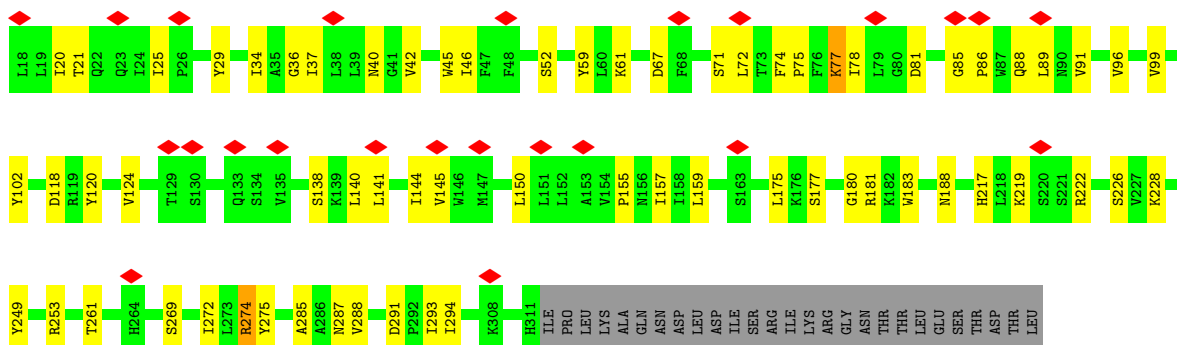 L18 L19 I20 T21 Q22 Q23 I24 I25 P26 Y29 I34 A35 G36 I37 L38 L39 N40 G41 V42 W45 I46 F47 F48 S52 Y59 L60 K61 D67 F68 S71 L72 T73 F74 P75 F76 K77 I78 L79 G80 D81 G85 P86 W87 Q88 L89 N90 V91 V96 V99
Y102 D118 R119 Y120 V124 T129 S130 Q133 S134 V135 S138 K139 L140 L141 I144 V145 W146 M147 L150 L151 L152 A153 V154 P155 N156 I157 I158 L159 S163 L175 K176 S177 G180 R181 K182 W183 N188 H217 L218 K219 S220 S221 R222 S226 V227 K228
Y249 R253 T261 H264 S269 I272 L273 R274 Y275 A285 A286 N287 V288 D291 P292 I293 I294 K308 H311 ILE PRO LEU LYS ALA GLN ASN ASP LEU ASP ILE SER ARG ILE LYS ARG GLY ASN THR THR LEU GLU SER THR ASP THR LEU